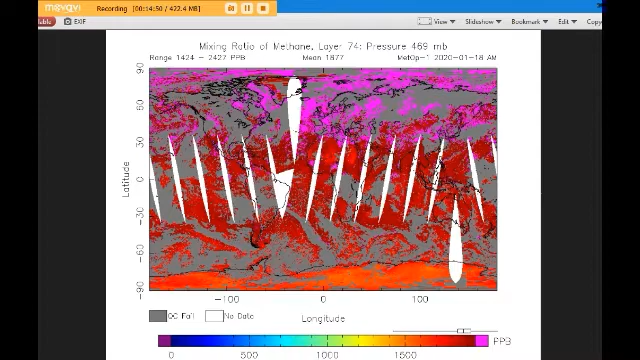 movavi Recording (00:14:50 / 422.4 MB)
EXIF View Slideshow Bookmark Edit Copy
Mixing Ratio of Methane, Layer 74: Pressure 469 mb
Range 1424 - 2427 PPB Mean 1877 MetOp-1 2020-01-18 AM
90
60
30
0
-30
-60
-90
Latitude
-100 0 100
Longitude
QC Fail No Data
0 500 1000 1500 PPB